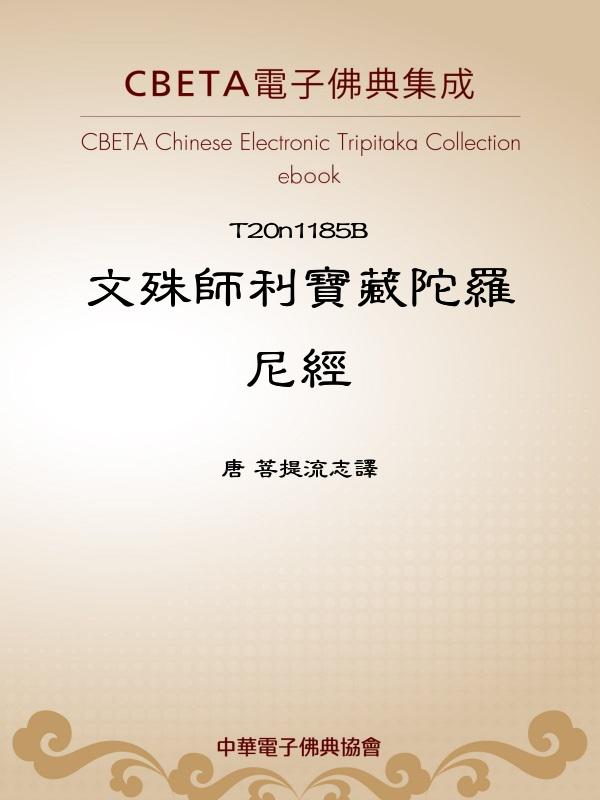 CBETA電子佛典集成
CBETA Chinese Electronic Tripitaka Collection
ebook
T20n1185B
文殊師利寶藏陀羅
尼經
唐 菩提流志譯
中華電子佛典協會